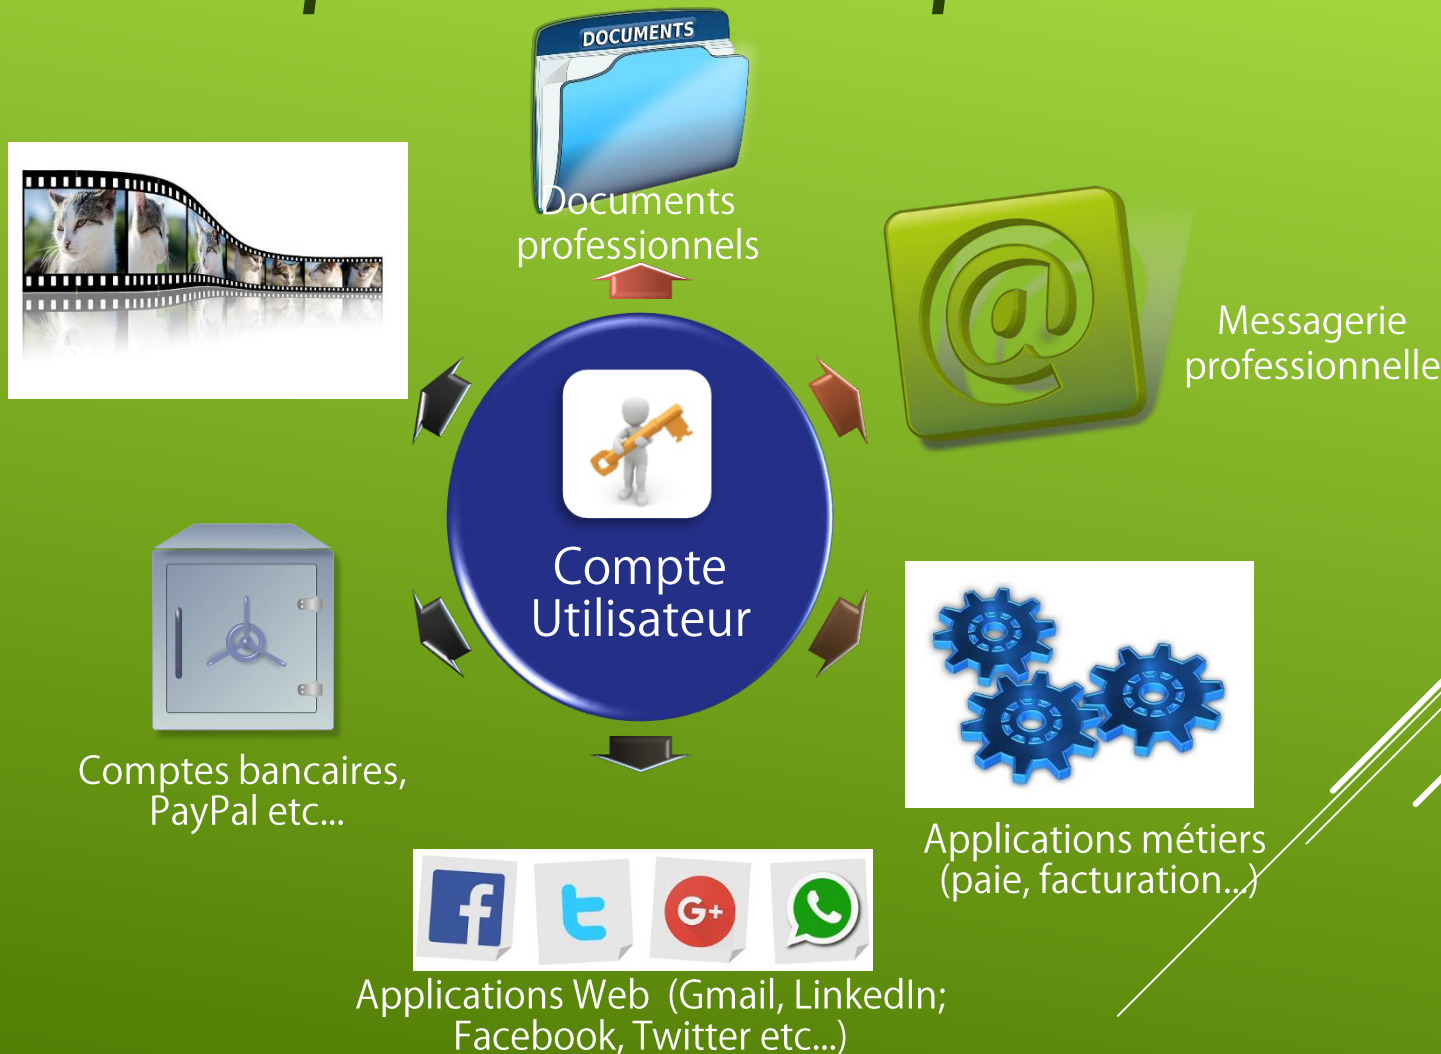 DOCUMENTS
Documents
professionnels
Messagerie
professionnelle
Compte
Utilisateur
Comptes bancaires,
PayPal etc...
Applications métiers
(paie, facturation...)
G+
Applications Web (Gmail, LinkedIn;
Facebook, Twitter etc...)